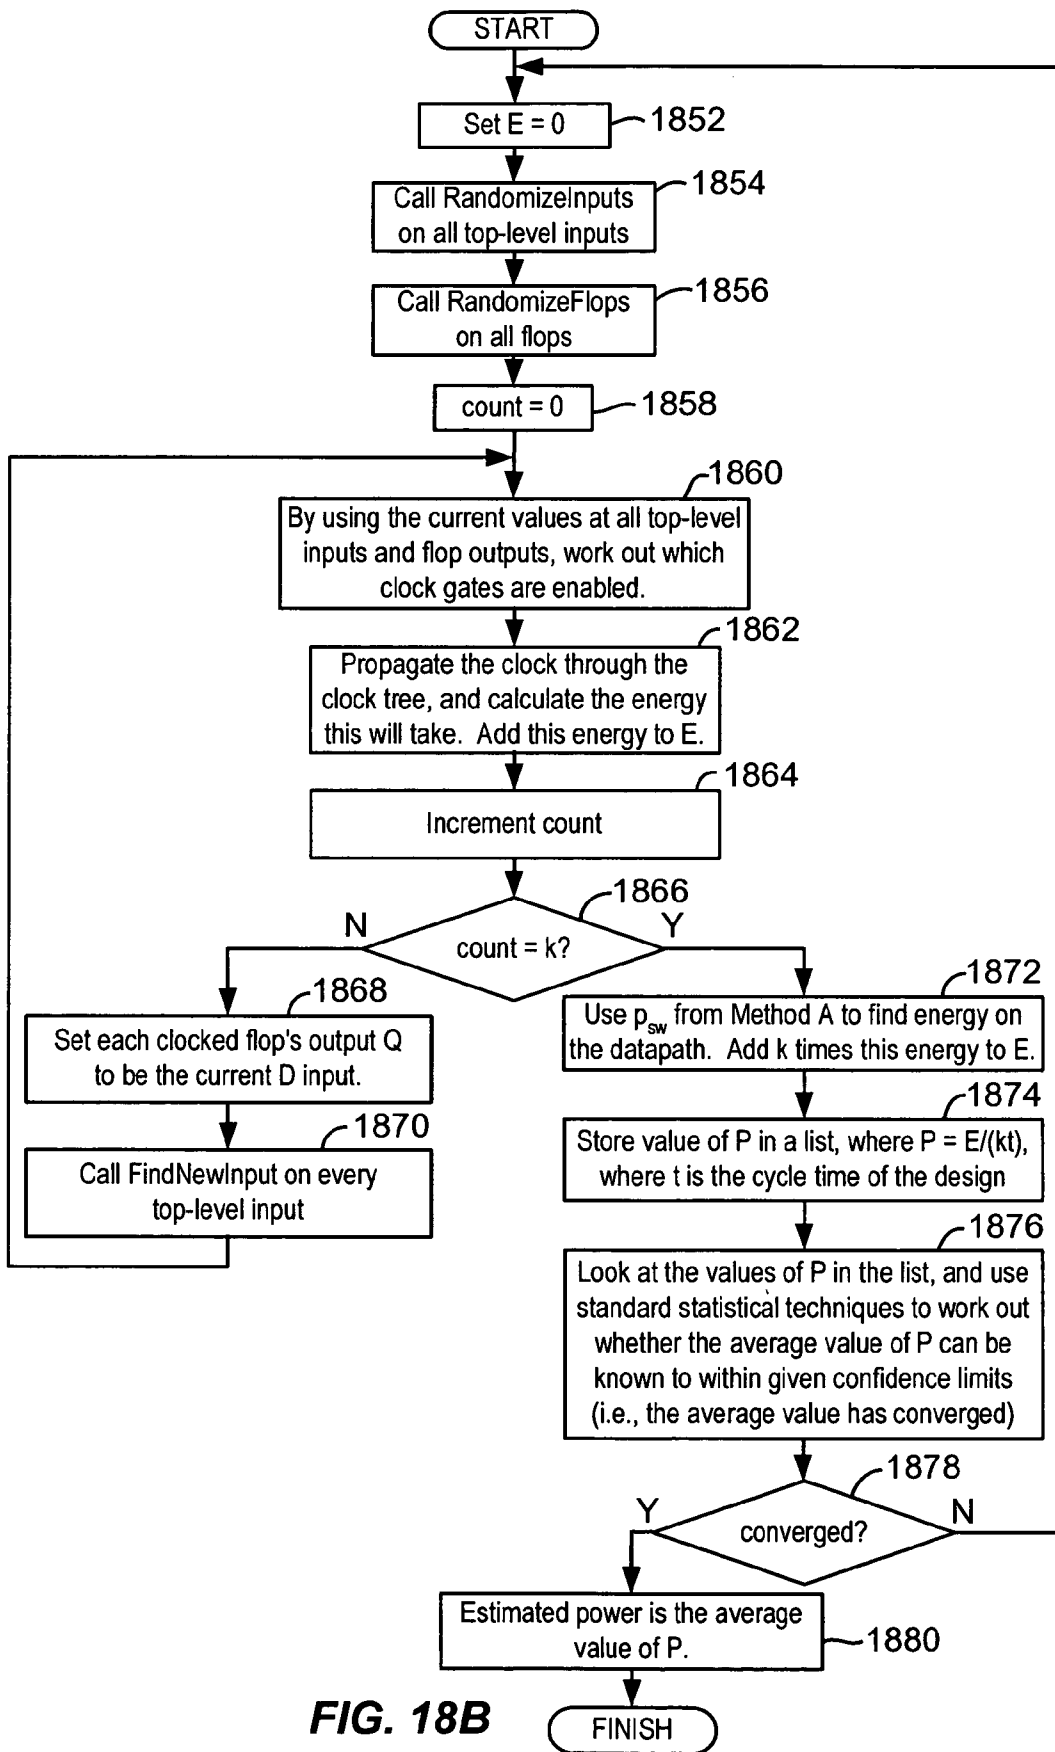 START
Set E = 0
1852
1854
Call RandomizeInputs
on all top-level inputs
1856
Call RandomizeFlops
on all flops
count = 0
1858
1860
By using the current values at all top-level
inputs and flop outputs, work out which
clock gates are enabled.
1862
Propagate the clock through the
clock tree, and calculate the energy
this will take. Add this energy to E.
1864
Increment count
1866
N
Y
count = k?
1868
Set each clocked flop's output Q
to be the current D input.
1870
Call FindNewInput on every
top-level input
1872
Use psw from Method A to find energy on
the datapath. Add k times this energy to E.
1874
Store value of P in a list, where P = E/(kt),
where t is the cycle time of the design
1876
Look at the values of P in the list, and use
standard statistical techniques to work out
whether the average value of P can be
known to within given confidence limits
(i.e., the average value has converged)
1878
Y
N
converged?
Estimated power is the average
value of P.
1880
FINISH
FIG. 18B